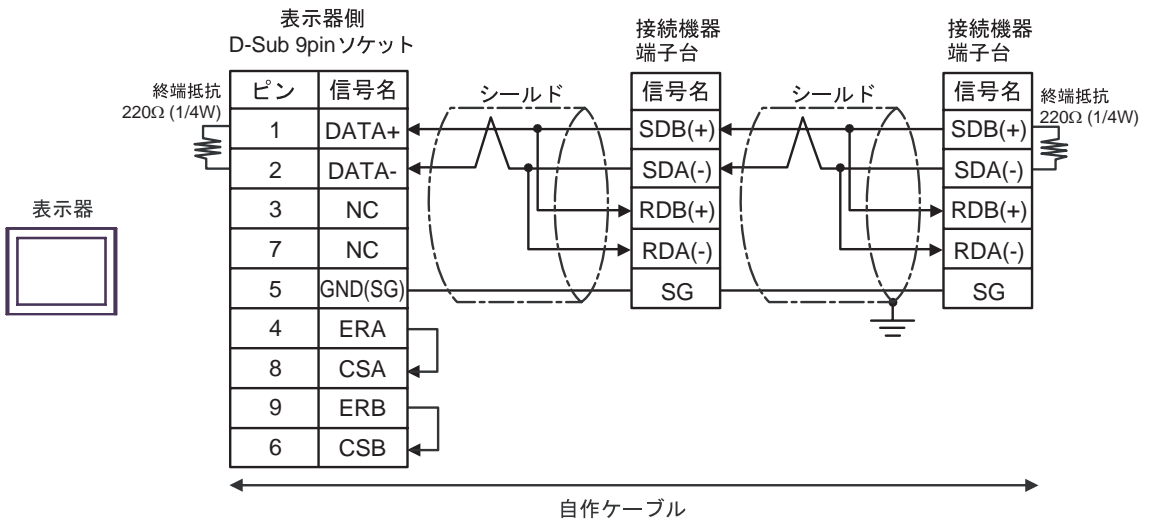 表示器側
D-Sub 9pinソケット
接続機器
端子台
接続機器
端子台
終端抵抗
220Ω (1/4W)
ピン 信号名
シールド
信号名
シールド
信号名
終端抵抗
220Ω (1/4W)
1 DATA+ SDB(+) SDB(+)
2 DATA- SDA(-) SDA(-)
表示器
3 NC RDB(+) RDB(+)
7 NC RDA(-) RDA(-)
5 GND(SG) SG SG
4 ERA
8 CSA
9 ERB
6 CSB
自作ケーブル